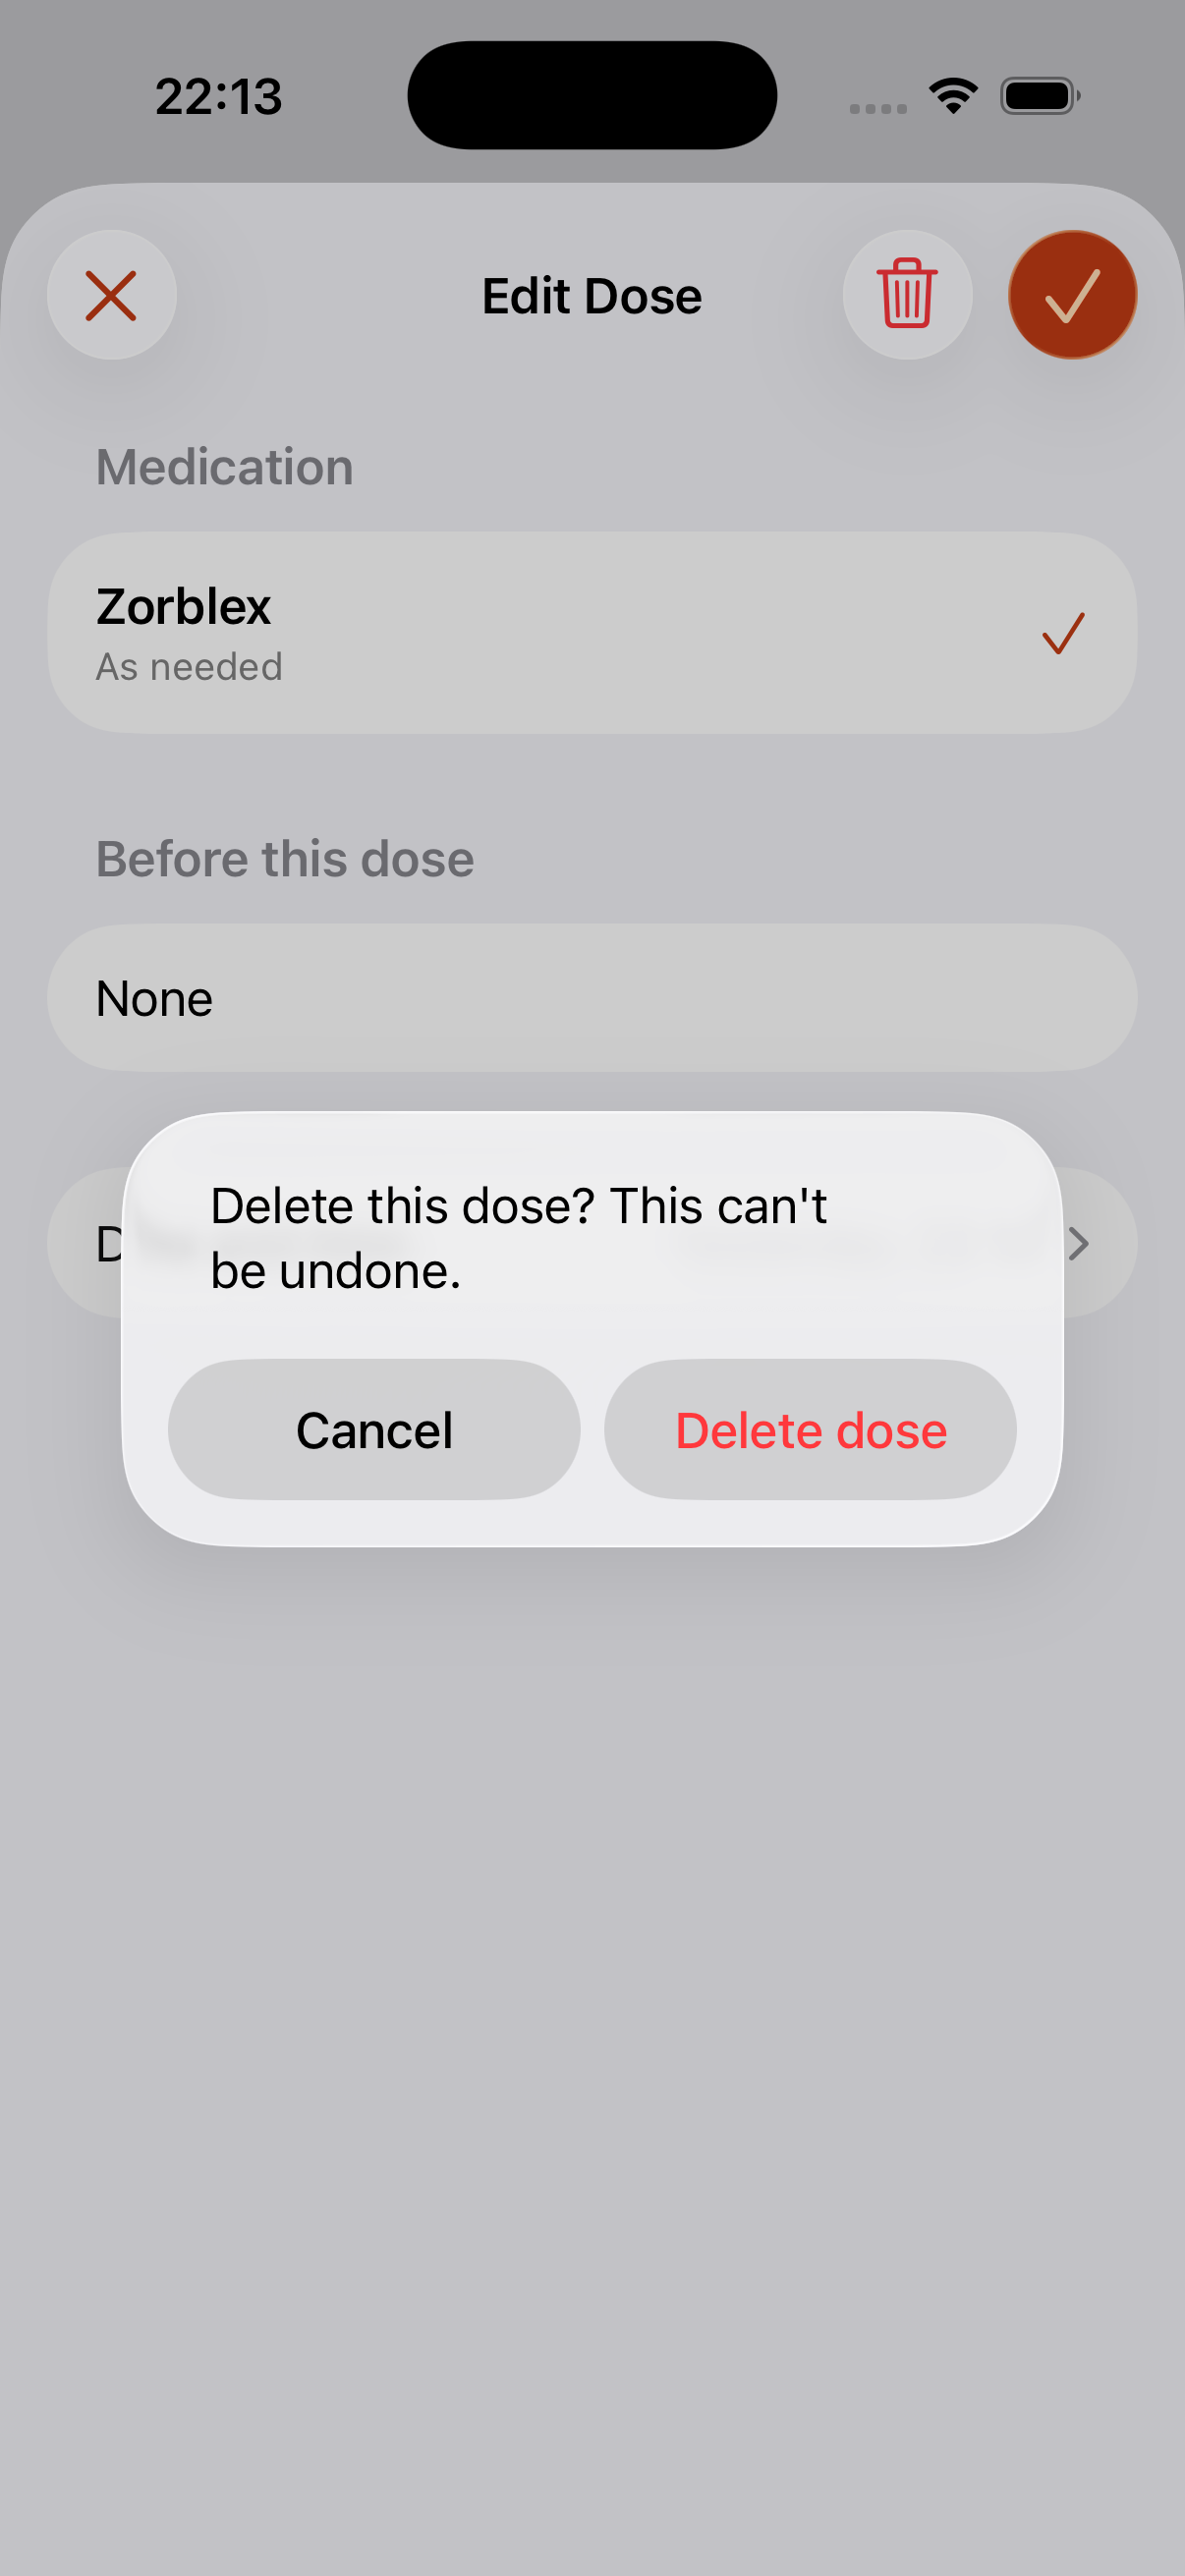 22:13
Edit Dose
Medication
Zorblex
As needed
Before this dose
None
Delete this dose? This can't
be undone.
Cancel
Delete dose